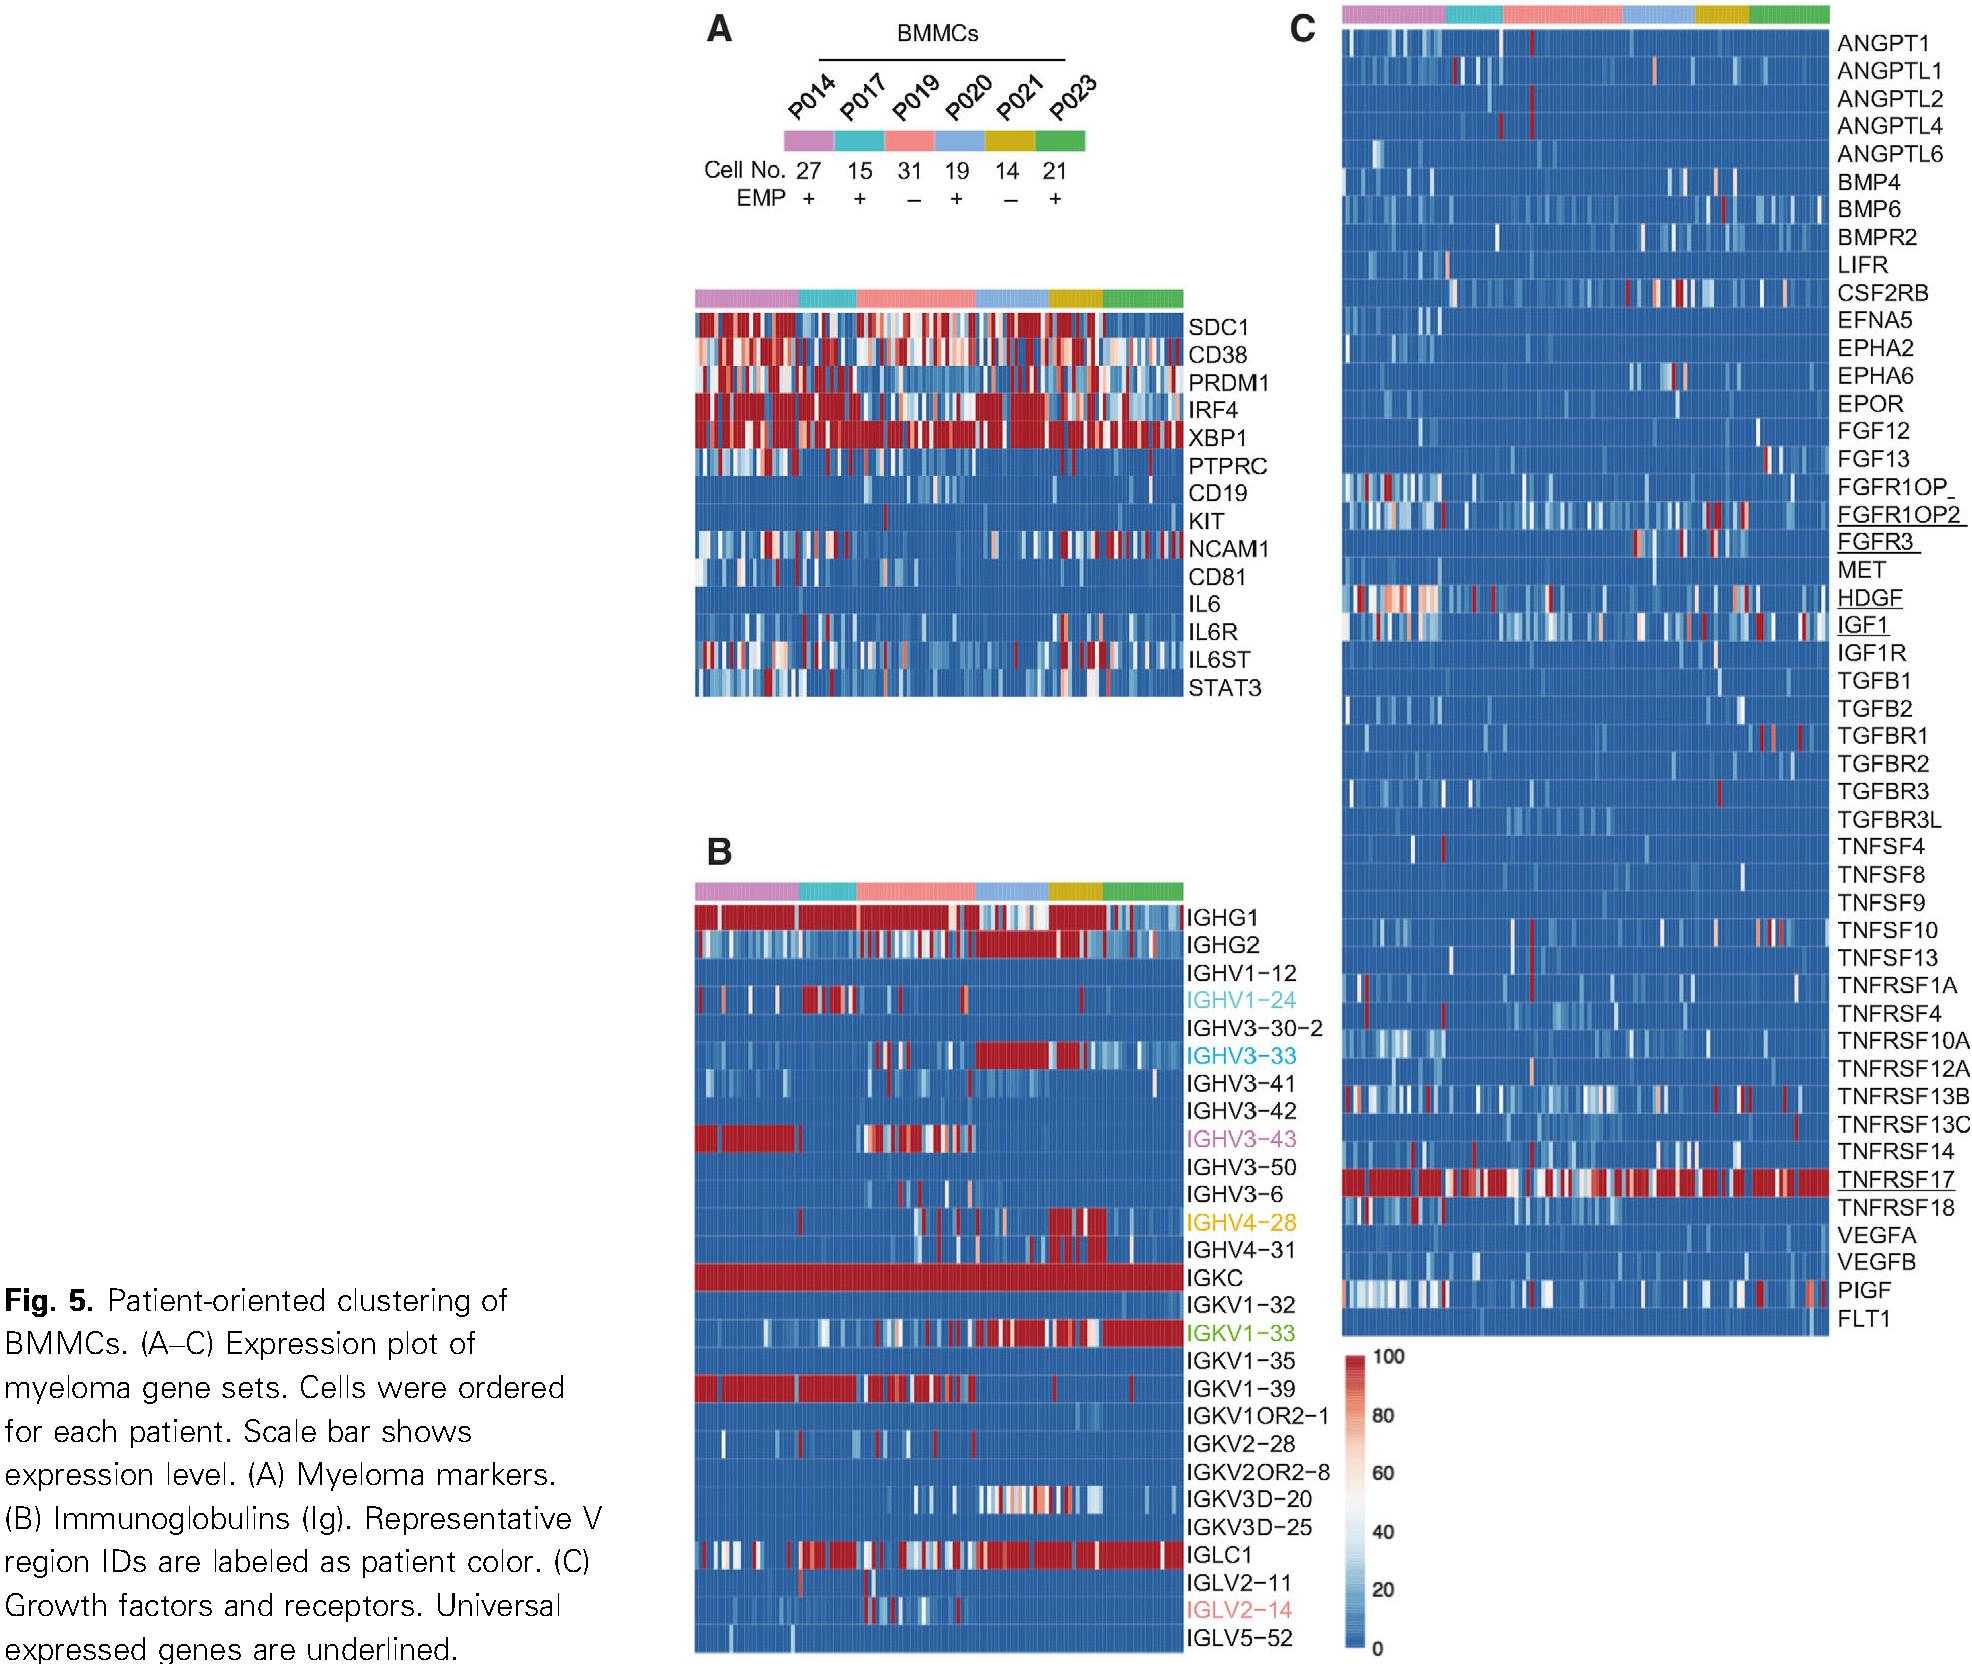 A
BMMCs
P014 P017 P019 P020 P021 P023
Cell No. 27 15 31 19 14 21
EMP + + − + − +
SDC1
CD38
PRDM1
IRF4
XBP1
PTPRC
CD19
KIT
NCAM1
CD81
IL6
IL6R
IL6ST
STAT3
B
IGHG1
IGHG2
IGHV1−12
IGHV1−24
IGHV3−30−2
IGHV3−33
IGHV3−41
IGHV3−42
IGHV3−43
IGHV3−50
IGHV3−6
IGHV4−28
IGHV4−31
IGKC
IGKV1−32
IGKV1−33
IGKV1−35
IGKV1−39
IGKV1OR2−1
IGKV2−28
IGKV2OR2−8
IGKV3D−20
IGKV3D−25
IGLC1
IGLV2−11
IGLV2−14
IGLV5−52
C
ANGPT1
ANGPTL1
ANGPTL2
ANGPTL4
ANGPTL6
BMP4
BMP6
BMPR2
LIFR
CSF2RB
EFNA5
EPHA2
EPHA6
EPOR
FGF12
FGF13
FGFR1OP
FGFR1OP2
FGFR3
MET
HDGF
IGF1
IGF1R
TGFB1
TGFB2
TGFBR1
TGFBR2
TGFBR3
TGFBR3L
TNFSF4
TNFSF8
TNFSF9
TNFSF10
TNFSF13
TNFRSF1A
TNFRSF4
TNFRSF10A
TNFRSF12A
TNFRSF13B
TNFRSF13C
TNFRSF14
TNFRSF17
TNFRSF18
VEGFA
VEGFB
PIGF
FLT1
100
80
60
40
20
0
Fig. 5. Patient-oriented clustering of
BMMCs. (A–C) Expression plot of
myeloma gene sets. Cells were ordered
for each patient. Scale bar shows
expression level. (A) Myeloma markers.
(B) Immunoglobulins (Ig). Representative V
region IDs are labeled as patient color. (C)
Growth factors and receptors. Universal
expressed genes are underlined.